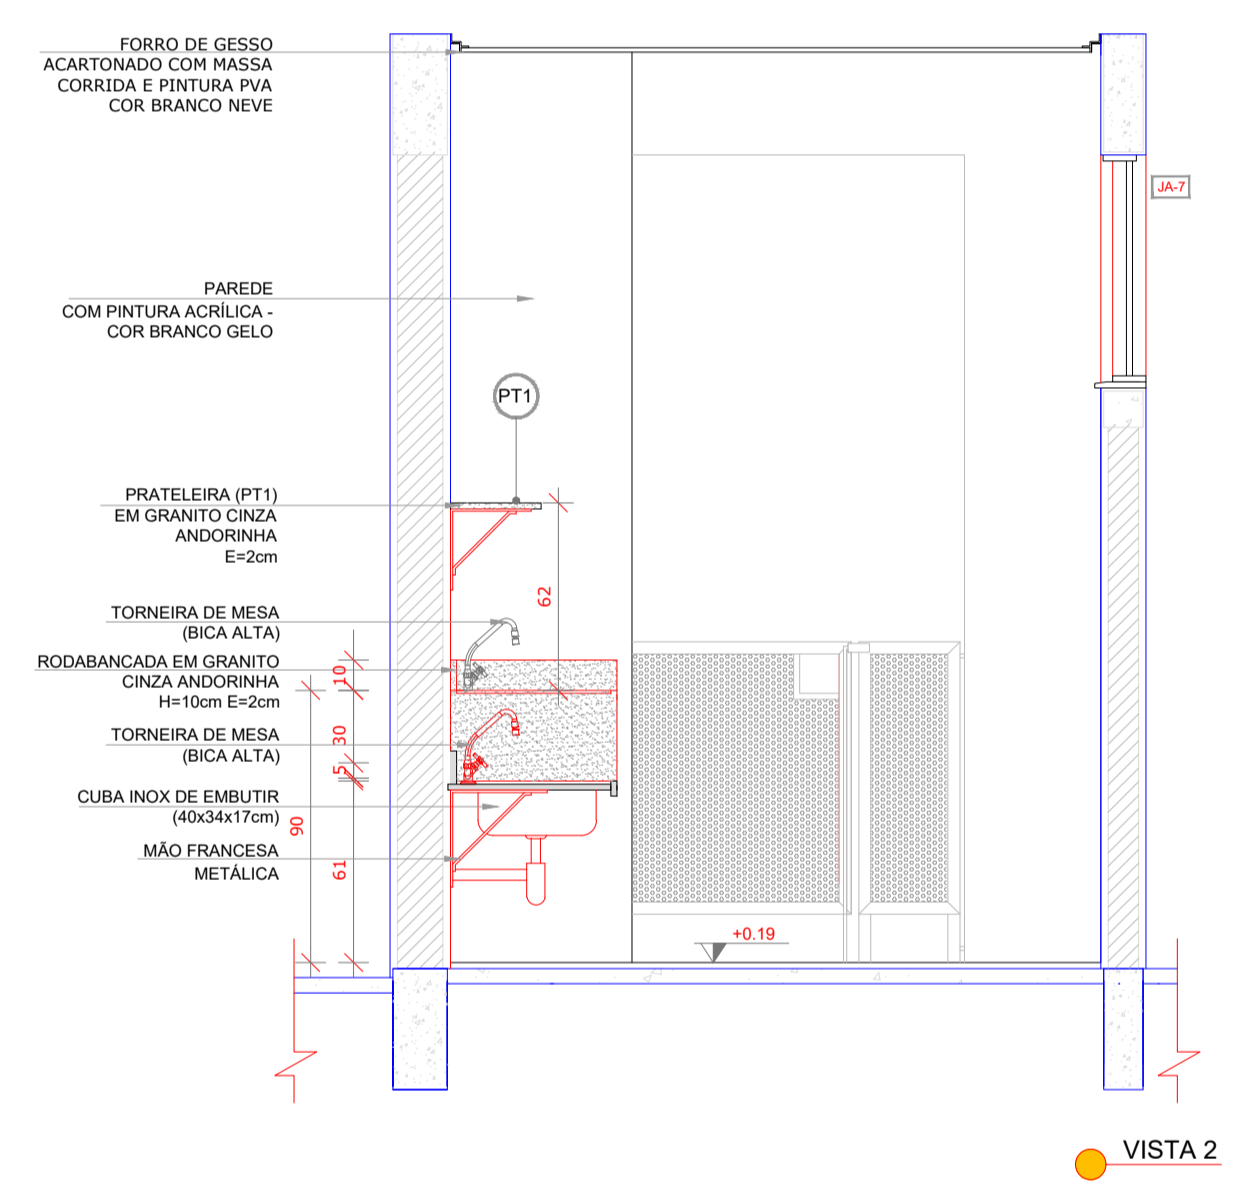 FORRO DE GESSO
ACARTONADO COM MASSA
CORRIDA E PINTURA PVA
COR BRANCO NEVE
JA-7
PAREDE
COM PINTURA ACRÍLICA -
COR BRANCO GELO
PT1
PRATELEIRA (PT1)
EM GRANITO CINZA
ANDORINHA
E=2cm
62
TORNEIRA DE MESA
(BICA ALTA)
RODABANCADA EM GRANITO
CINZA ANDORINHA
H=10cm E=2cm
10
30
TORNEIRA DE MESA
(BICA ALTA)
5
CUBA INOX DE EMBUTIR
(40x34x17cm)
90
MÃO FRANCESA
METÁLICA
61
+0.19
VISTA 2